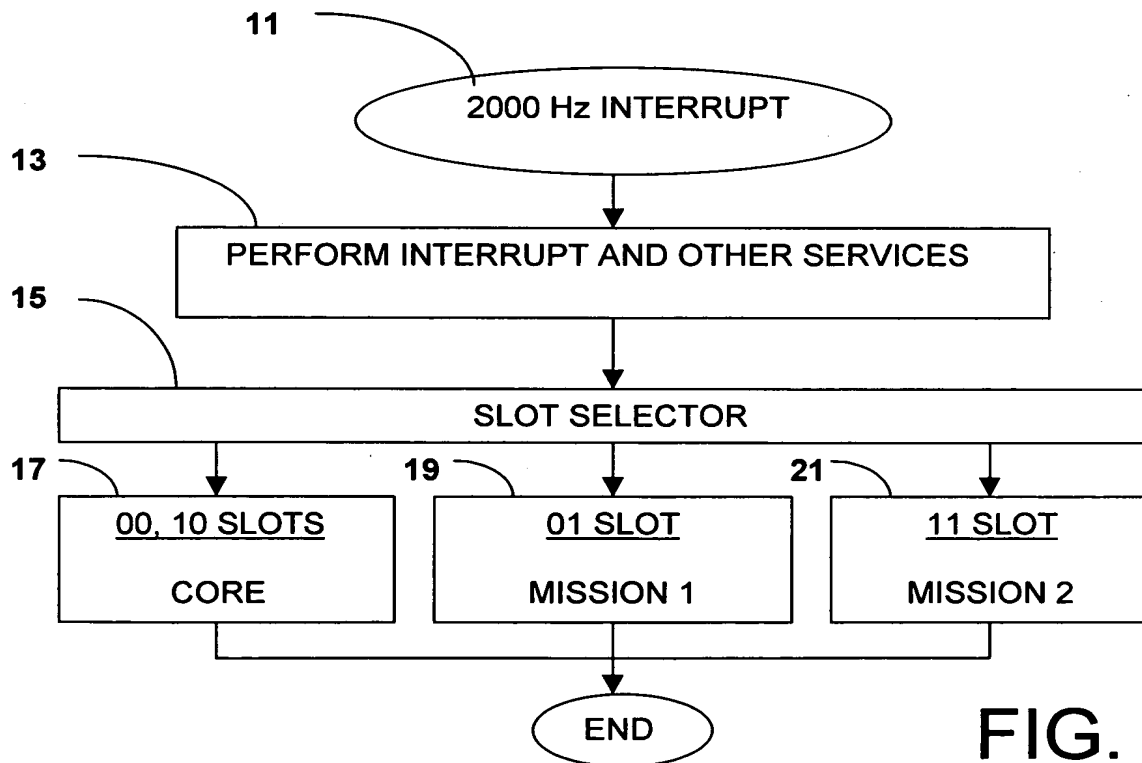 11
2000 Hz INTERRUPT
13
PERFORM INTERRUPT AND OTHER SERVICES
15
SLOT SELECTOR
17
19
21
00, 10 SLOTS
01 SLOT
11 SLOT
CORE
MISSION 1
MISSION 2
END
FIG.